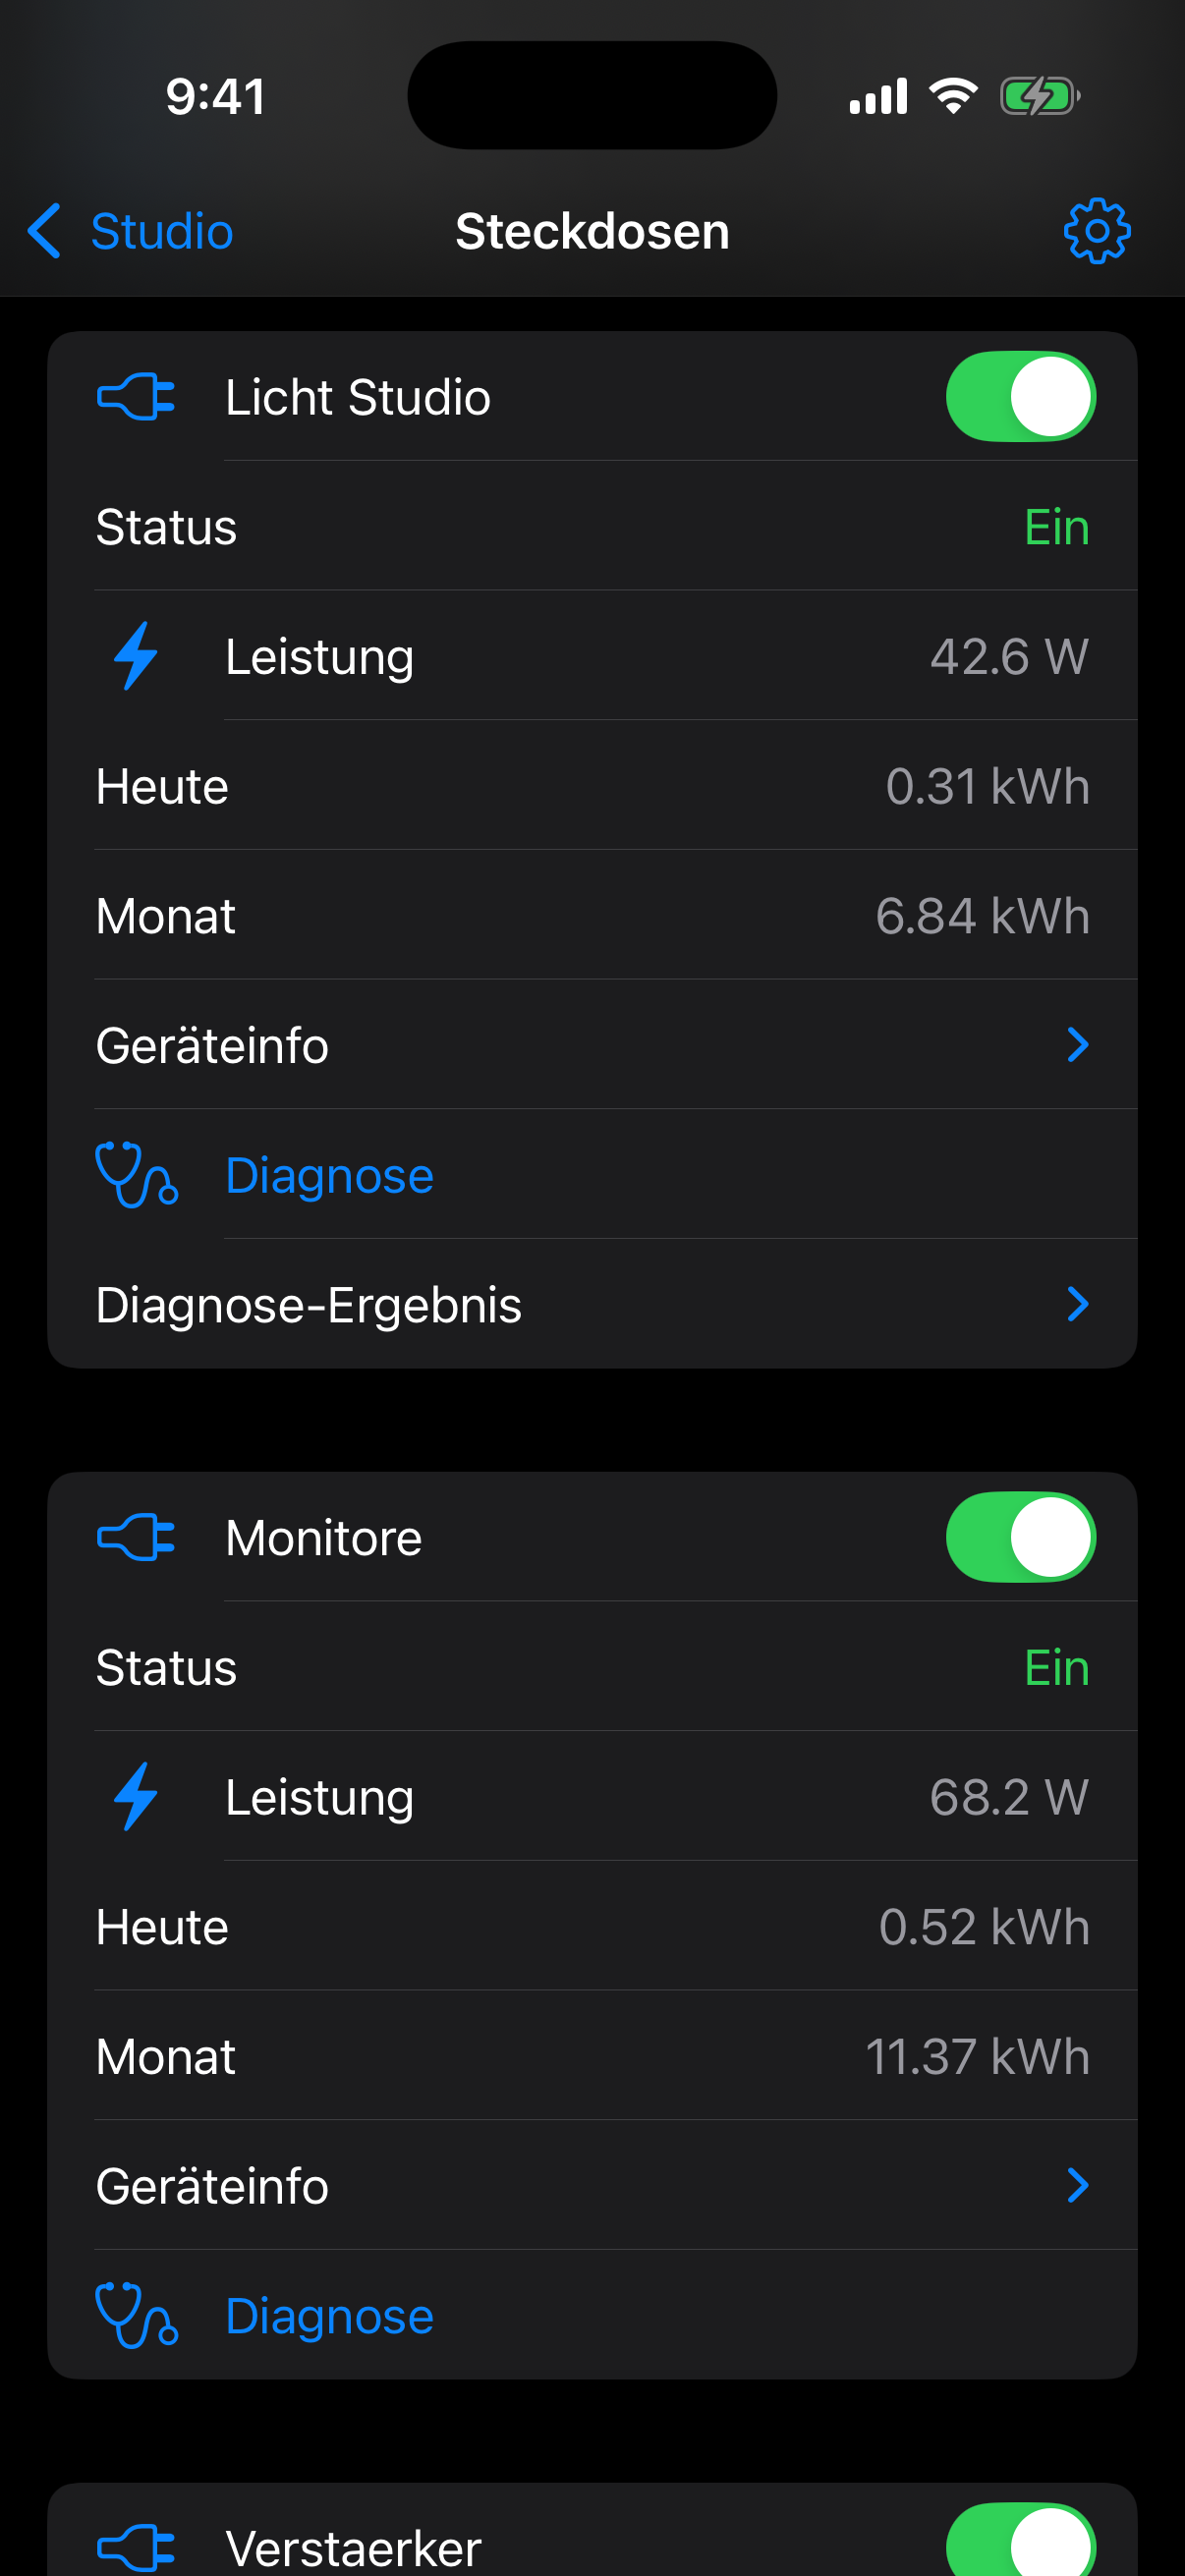 9:41
Studio Steckdosen
Licht Studio
Status Ein
Leistung 42.6 W
Heute 0.31 kWh
Monat 6.84 kWh
Geräteinfo
Diagnose
Diagnose-Ergebnis
Monitore
Status Ein
Leistung 68.2 W
Heute 0.52 kWh
Monat 11.37 kWh
Geräteinfo
Diagnose
Verstaerker